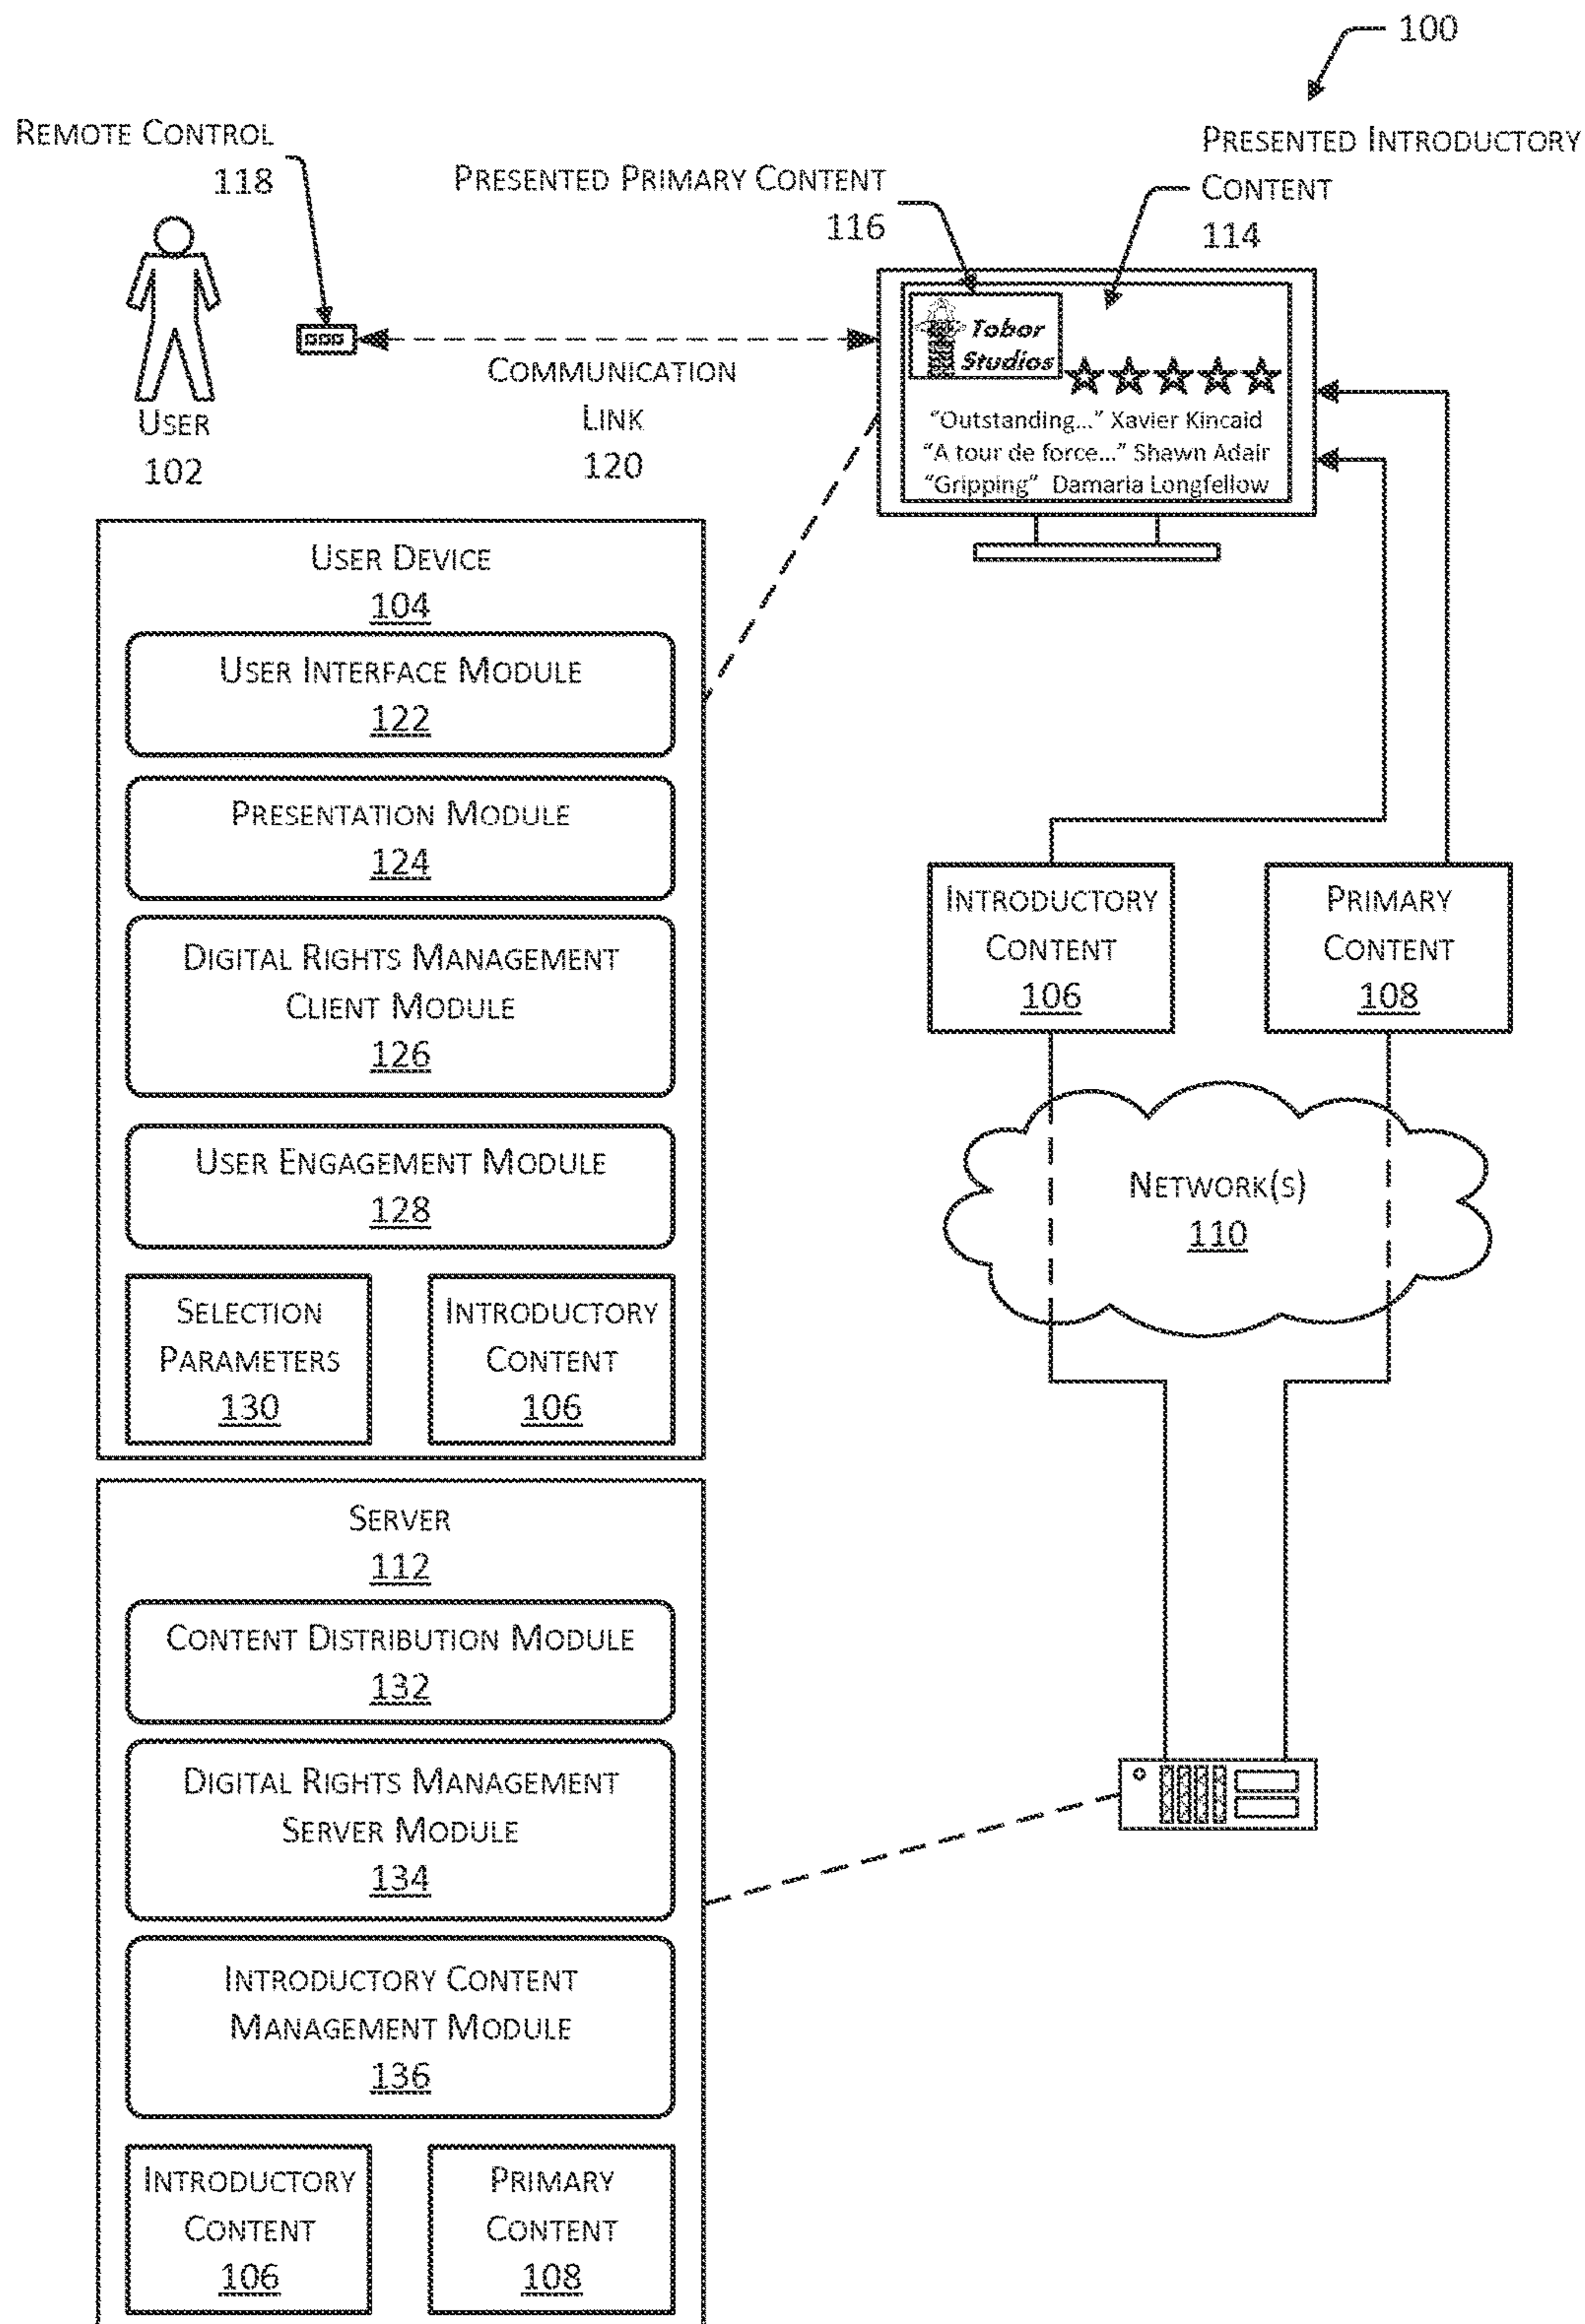 100
REMOTE CONTROL
118
PRESENTED PRIMARY CONTENT
116
PRESENTED INTRODUCTORY
CONTENT
114
Tobor
Studios
"Outstanding..." Xavier Kincaid
"A tour de force..." Shawn Adair
"Gripping" Damaria Longfellow
COMMUNICATION
LINK
120
USER
102
USER DEVICE
104
USER INTERFACE MODULE
122
PRESENTATION MODULE
124
DIGITAL RIGHTS MANAGEMENT
CLIENT MODULE
126
USER ENGAGEMENT MODULE
128
SELECTION
PARAMETERS
130
INTRODUCTORY
CONTENT
106
INTRODUCTORY
CONTENT
106
PRIMARY
CONTENT
108
NETWORK(S)
110
SERVER
112
CONTENT DISTRIBUTION MODULE
132
DIGITAL RIGHTS MANAGEMENT
SERVER MODULE
134
INTRODUCTORY CONTENT
MANAGEMENT MODULE
136
INTRODUCTORY
CONTENT
106
PRIMARY
CONTENT
108